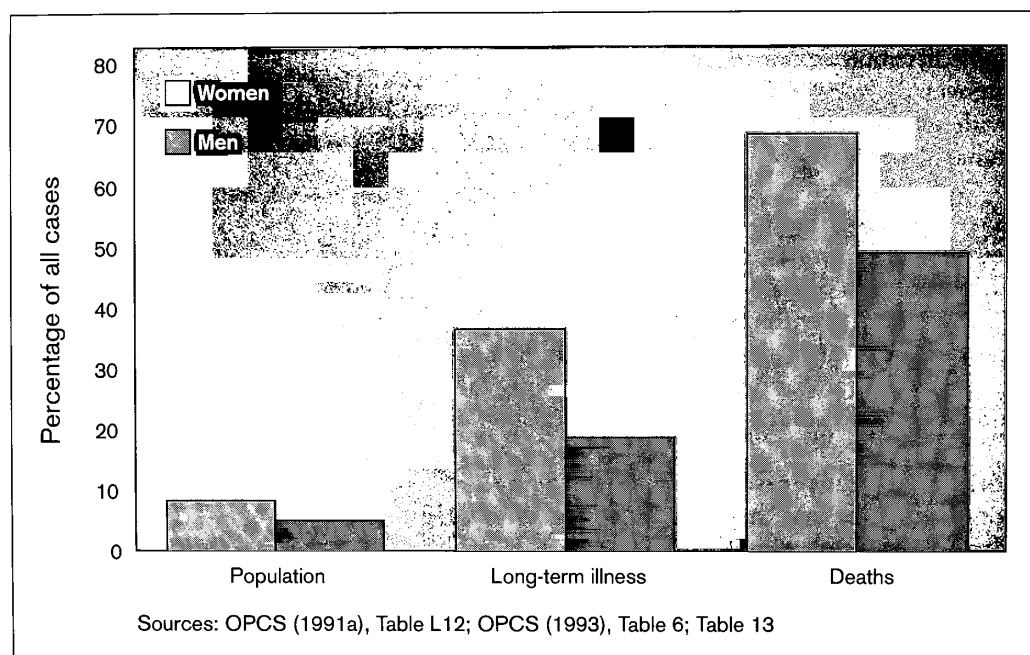 Percentage of all cases
80
70
60
50
40
30
20
10
0
Women
Men
Population
Long-term illness
Deaths
Sources: OPCS (1991a), Table L12; OPCS (1993), Table 6; Table 13